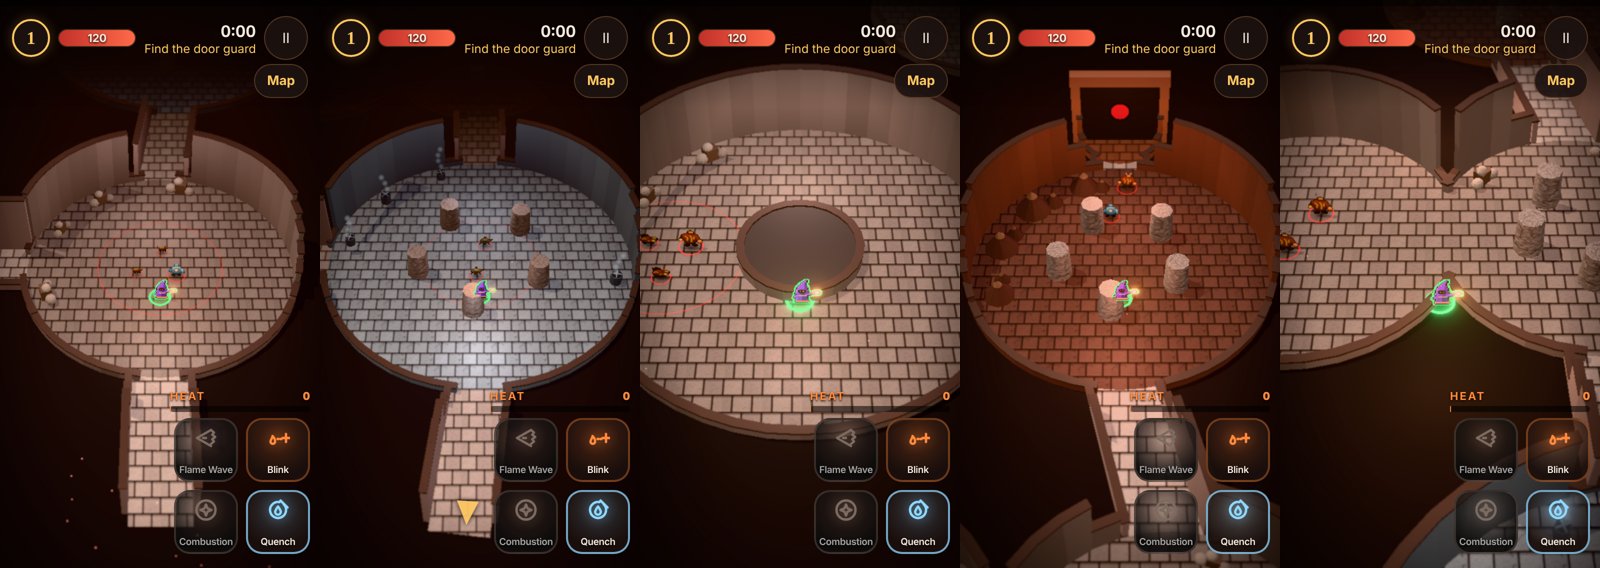 1 120 0:00
Find the door guard
Map
HEAT 0
Flame Wave Blink
Combustion Quench
1 120 0:00
Find the door guard
Map
HEAT 0
Flame Wave Blink
Combustion Quench
1 120 0:00
Find the door guard
Map
HEAT 0
Flame Wave Blink
Combustion Quench
1 120 0:00
Find the door guard
Map
HEAT 0
Flame Wave Blink
Combustion Quench
1 120 0:00
Find the door guard
Map
HEAT 0
Flame Wave Blink
Combustion Quench